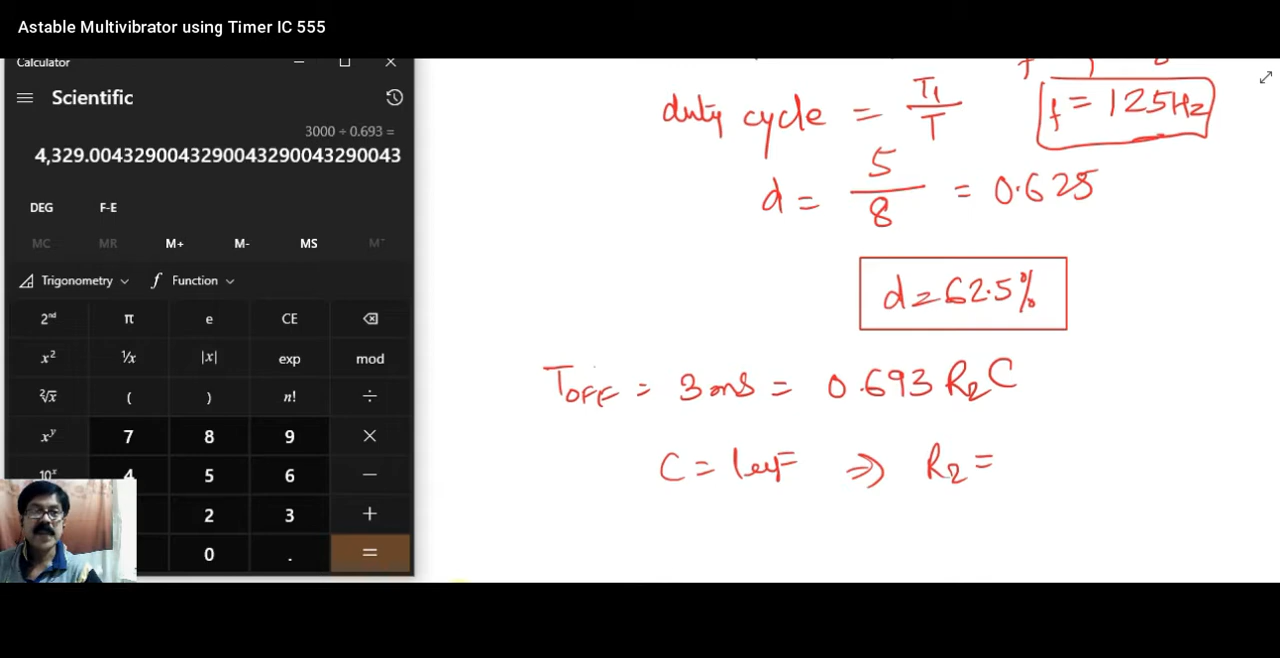 Astable Multivibrator using Timer IC 555
Calculator
Scientific
3000 ÷ 0.693 =
4,329.0043290043290043290043290043
DEG F-E
MC MR M+ M- MS M˅
Trigonometry Function
2nd π e CE
x² ¹/x |x| exp mod
²√x ( ) n! ÷
xʸ 7 8 9 ×
10ˣ 4 5 6 −
2 3 +
0 . =
duty cycle = T1/T
f = 125Hz
d = 5/8 = 0.625
d = 62.5%
TOFF = 3ms = 0.693 R2C
C = 1uF ⇒ R2 =